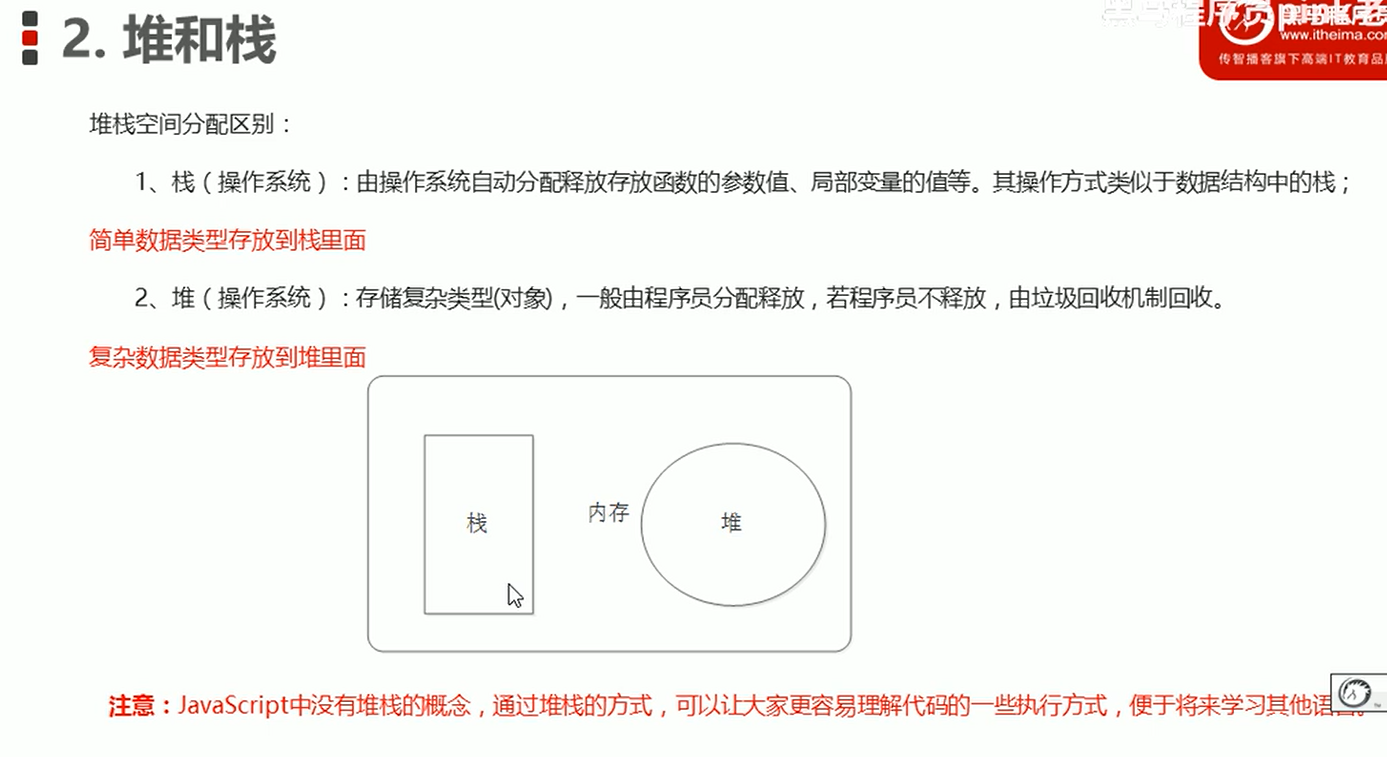 2. 堆和栈
www.itheima.com
传智播客旗下高端IT教育品
堆栈空间分配区别：
1、栈（操作系统）：由操作系统自动分配释放存放函数的参数值、局部变量的值等。其操作方式类似于数据结构中的栈；
简单数据类型存放到栈里面
2、堆（操作系统）：存储复杂类型(对象)，一般由程序员分配释放，若程序员不释放，由垃圾回收机制回收。
复杂数据类型存放到堆里面
栈
内存
堆
注意：JavaScript中没有堆栈的概念，通过堆栈的方式，可以让大家更容易理解代码的一些执行方式，便于将来学习其他语言。